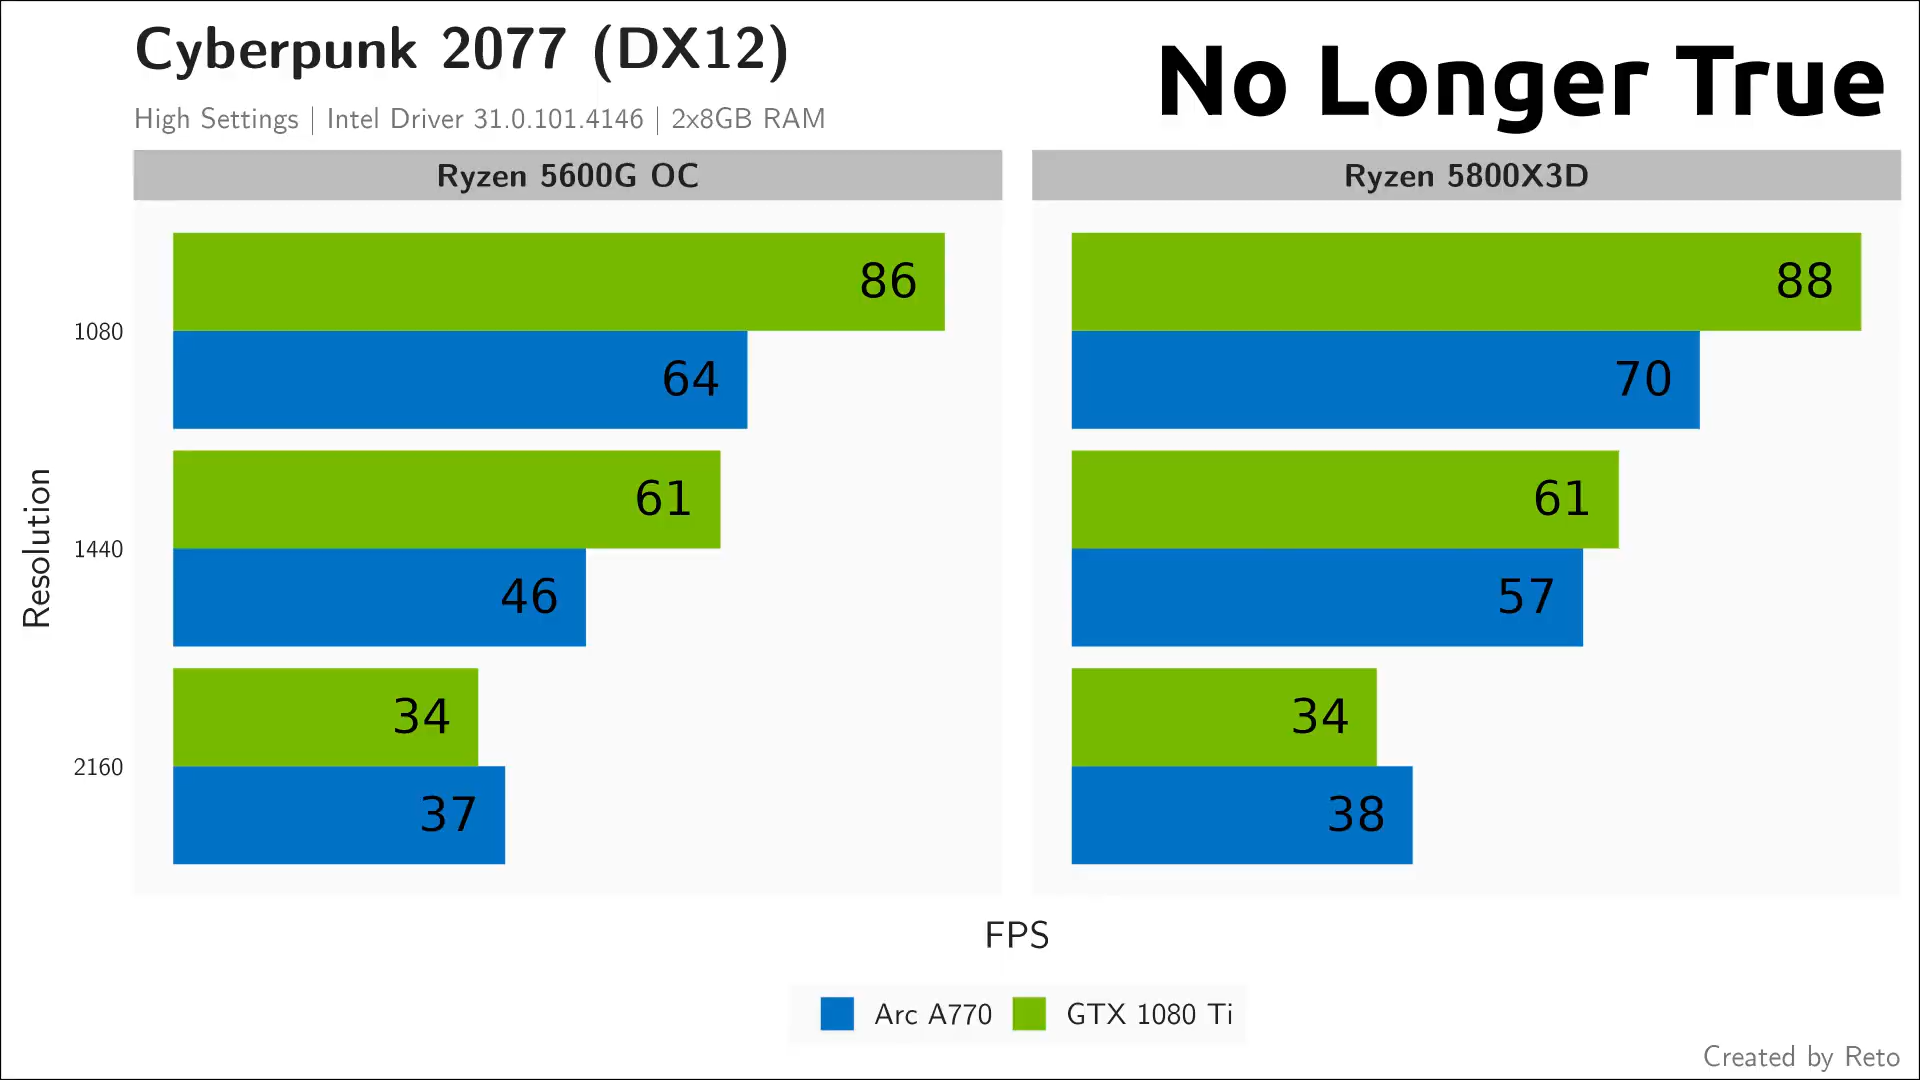 Cyberpunk 2077 (DX12)
No Longer True
High Settings | Intel Driver 31.0.101.4146 | 2x8GB RAM
Ryzen 5600G OC
Ryzen 5800X3D
Resolution
1080
86
64
88
70
1440
61
46
61
57
2160
34
37
34
38
FPS
Arc A770
GTX 1080 Ti
Created by Reto